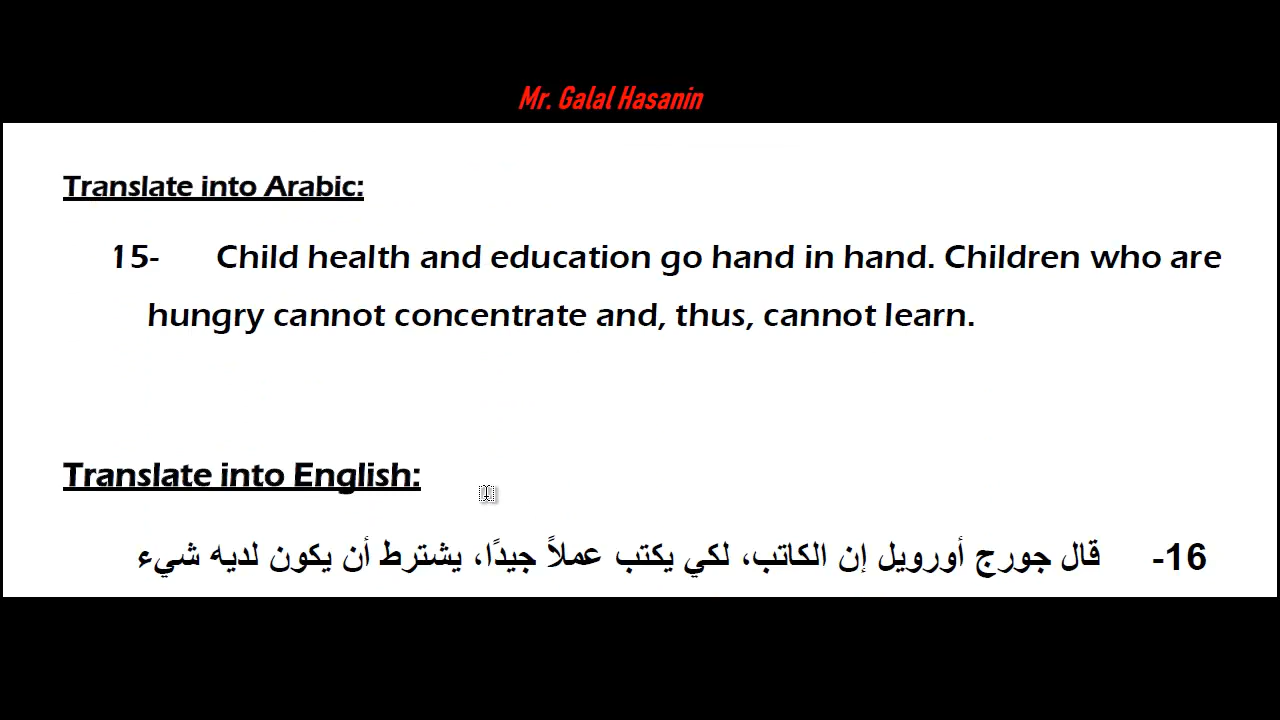 Mr. Galal Hasanin
Translate into Arabic:
15- Child health and education go hand in hand. Children who are
hungry cannot concentrate and, thus, cannot learn.
Translate into English:
16- قال جورج أورويل إن الكاتب، لكي يكتب عملاً جيدًا، يشترط أن يكون لديه شيء